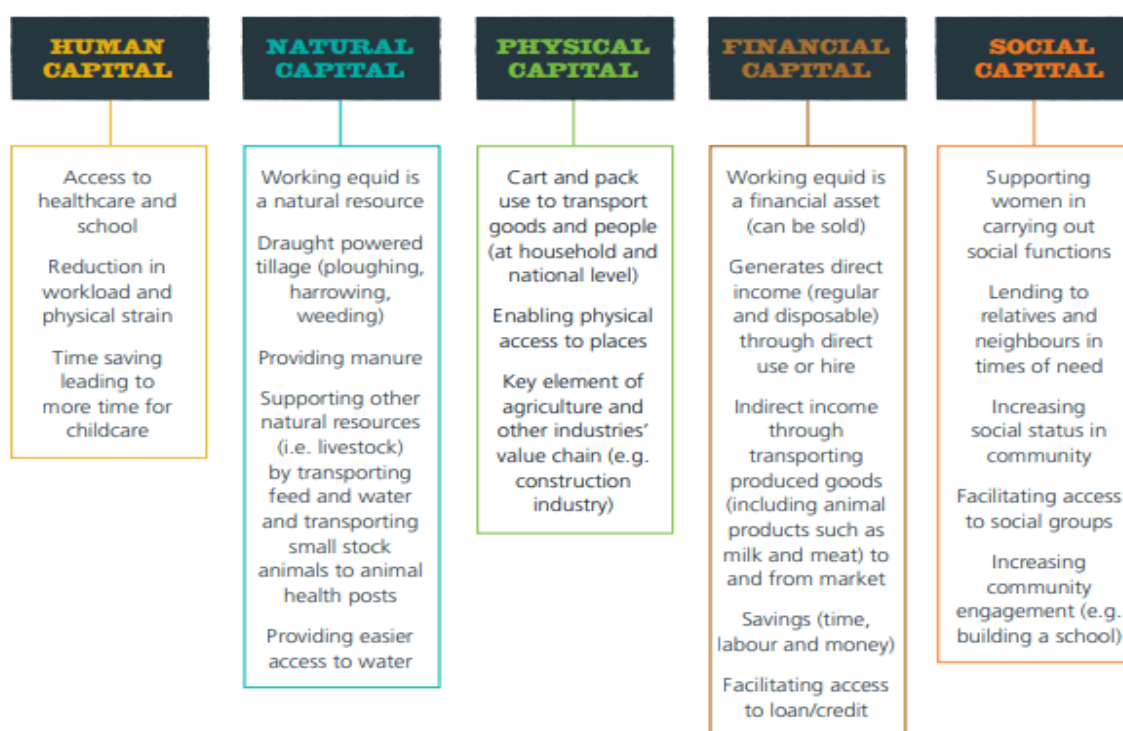 HUMAN
CAPITAL
Access to
healthcare and
school
Reduction in
workload and
physical strain
Time saving
leading to
more time for
childcare
NATURAL
CAPITAL
Working equid is
a natural resource
Draught powered
tillage (ploughing,
harrowing,
weeding)
Providing manure
Supporting other
natural resources
(i.e. livestock)
by transporting
feed and water
and transporting
small stock
animals to animal
health posts
Providing easier
access to water
PHYSICAL
CAPITAL
Cart and pack
use to transport
goods and people
(at household and
national level)
Enabling physical
access to places
Key element of
agriculture and
other industries'
value chain (e.g.
construction
industry)
FINANCIAL
CAPITAL
Working equid is
a financial asset
(can be sold)
Generates direct
income (regular
and disposable)
through direct
use or hire
Indirect income
through
transporting
produced goods
(including animal
products such as
milk and meat) to
and from market
Savings (time,
labour and money)
Facilitating access
to loan/credit
SOCIAL
CAPITAL
Supporting
women in
carrying out
social functions
Lending to
relatives and
neighbours in
times of need
Increasing
social status in
community
Facilitating access
to social groups
Increasing
community
engagement (e.g.
building a school)